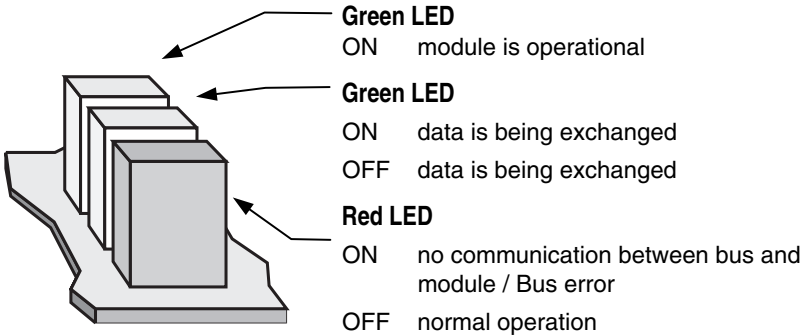 Green LED
ON module is operational
Green LED
ON data is being exchanged
OFF data is being exchanged
Red LED
ON no communication between bus and
module / Bus error
OFF normal operation